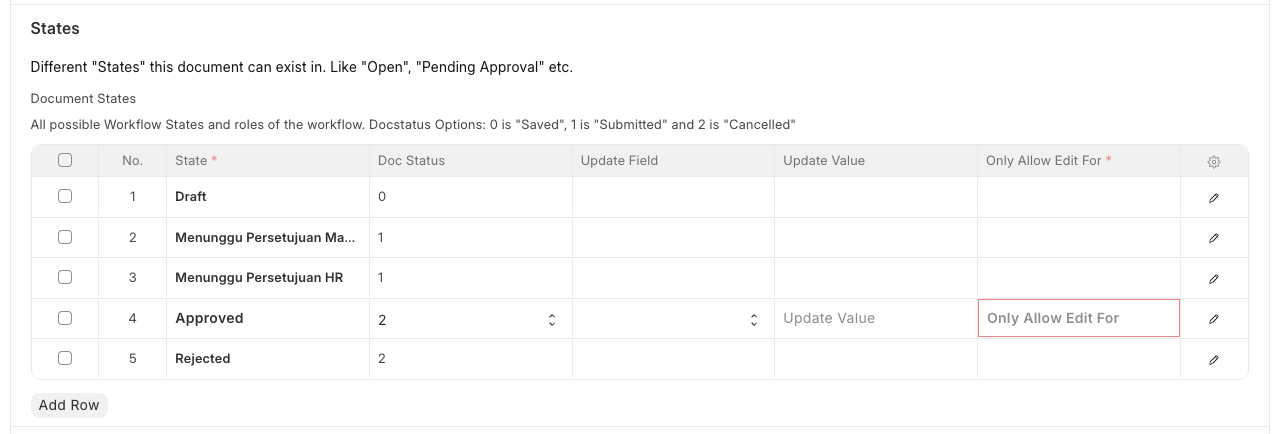 States
Different "States" this document can exist in. Like "Open", "Pending Approval" etc.
Document States
All possible Workflow States and roles of the workflow. Docstatus Options: 0 is "Saved", 1 is "Submitted" and 2 is "Cancelled"
No. State * Doc Status Update Field Update Value Only Allow Edit For *
1 Draft 0
2 Menunggu Persetujuan Ma... 1
3 Menunggu Persetujuan HR 1
4 Approved 2 Update Value Only Allow Edit For
5 Rejected 2
Add Row